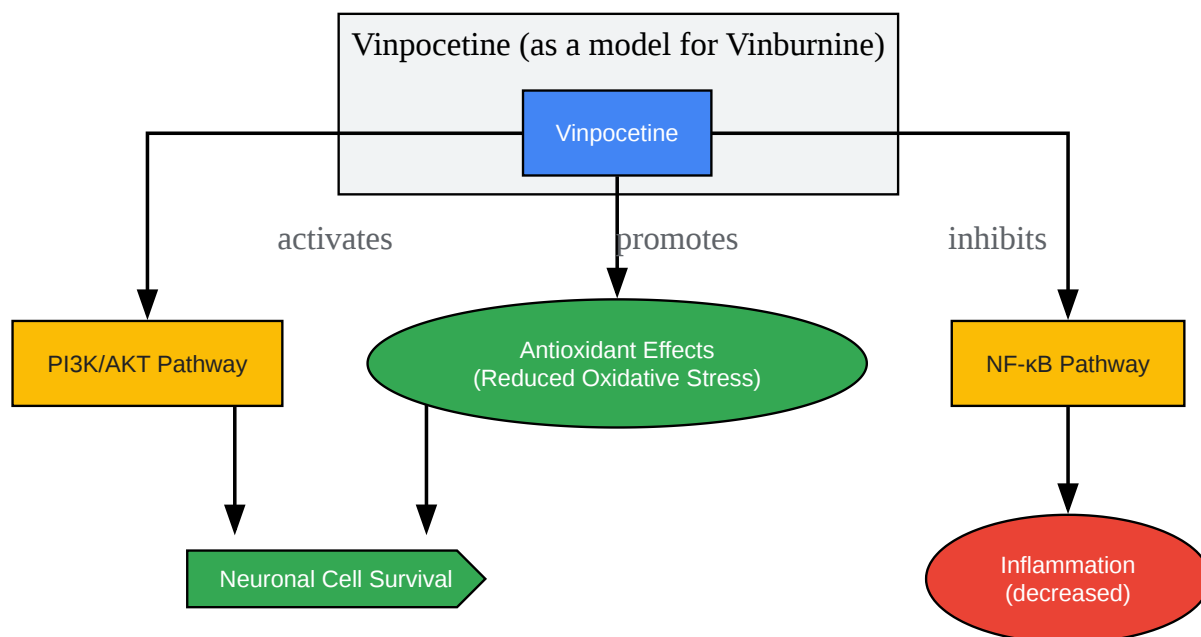 Vinpocetine (as a model for Vinburnine)
Vinpocetine
activates
promotes
inhibits
PI3K/AKT Pathway
Antioxidant Effects
(Reduced Oxidative Stress)
NF-κB Pathway
Neuronal Cell Survival
Inflammation
(decreased)